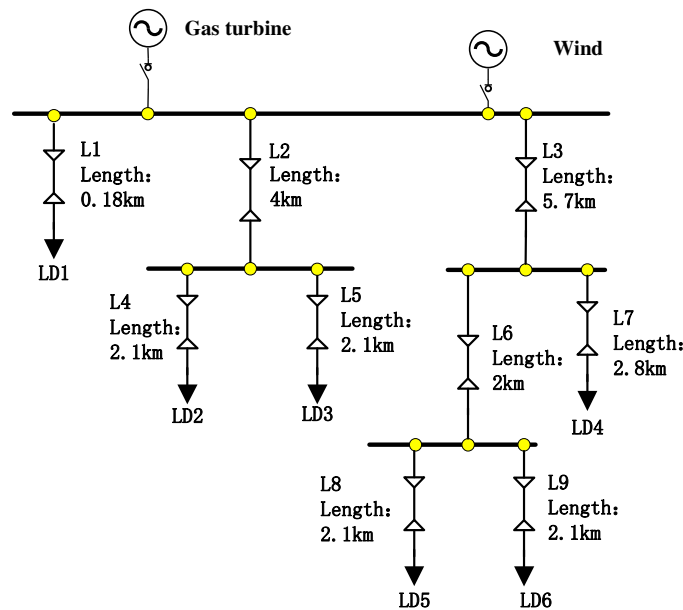 Gas turbine
Wind
L1
Length:
0.18km
L2
Length:
4km
L3
Length:
5.7km
LD1
L4
Length:
2.1km
L5
Length:
2.1km
L6
Length:
2km
L7
Length:
2.8km
LD2
LD3
LD4
L8
Length:
2.1km
L9
Length:
2.1km
LD5
LD6